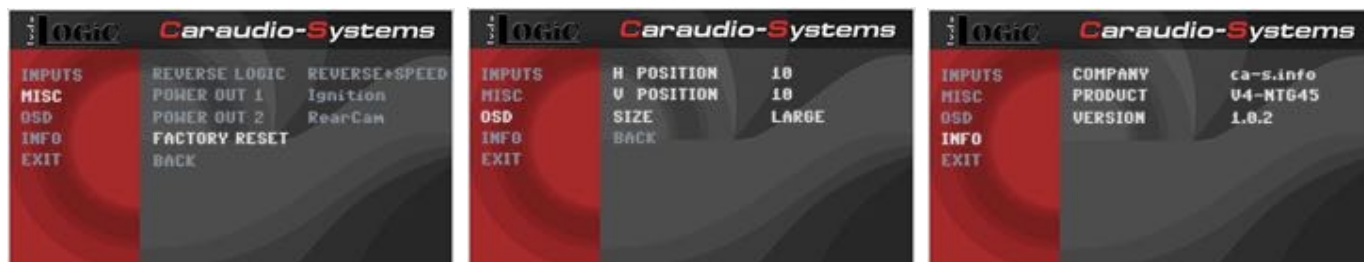 LOGiC Caraudio-Systems
INPUTS REVERSE LOGIC REVERSE+SPEED
MISC POWER OUT 1 Ignition
OSD POWER OUT 2 RearCam
INFO FACTORY RESET
EXIT BACK
LOGiC Caraudio-Systems
INPUTS H POSITION 10
MISC V POSITION 10
OSD SIZE LARGE
INFO BACK
EXIT
LOGiC Caraudio-Systems
INPUTS COMPANY ca-s.info
MISC PRODUCT V4-NTG45
OSD VERSION 1.0.2
INFO
EXIT